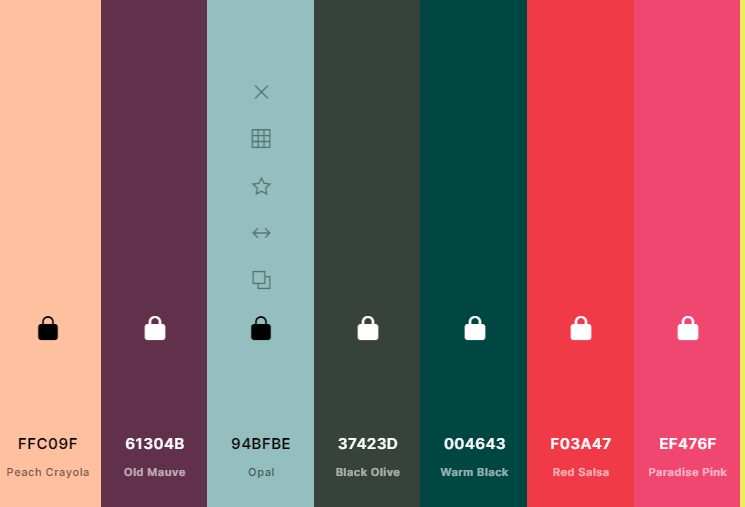 FFC09F
Peach Crayola
61304B
Old Mauve
94BFBE
Opal
37423D
Black Olive
004643
Warm Black
F03A47
Red Salsa
EF476F
Paradise Pink